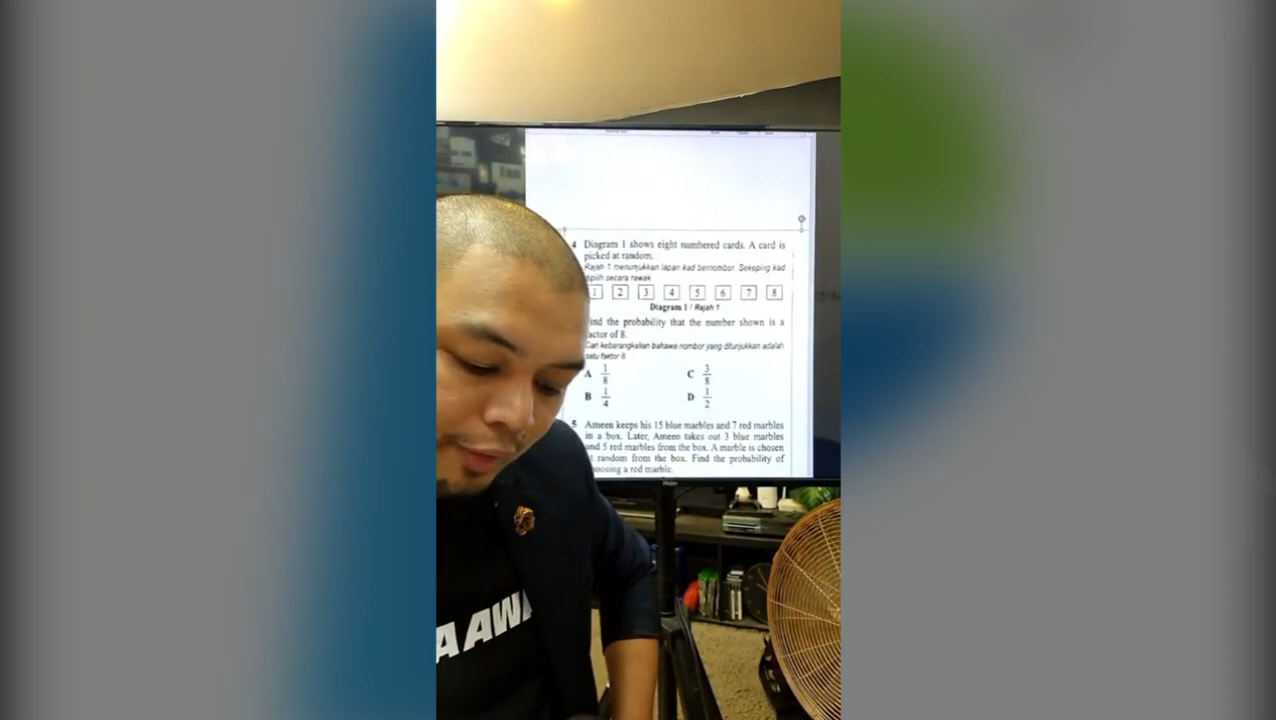 4 Diagram 1 shows eight numbered cards. A card is
picked at random.
Rajah 1 menunjukkan lapan kad bernombor. Sekeping kad
dipilih secara rawak
1 2 3 4 5 6 7 8
Diagram 1 / Rajah 1
ind the probability that the number shown is a
actor of 8.
Cari kebarangkalian bahawa nombor yang ditunjukkan adalah
satu faktor 8.
A 1/8 C 3/8
B 1/4 D 1/2
5 Ameen keeps his 15 blue marbles and 7 red marbles
in a box. Later, Ameen takes out 3 blue marbles
and 5 red marbles from the box. A marble is chosen
t random from the box. Find the probability of
hoosing a red marble.
Haier
AAW